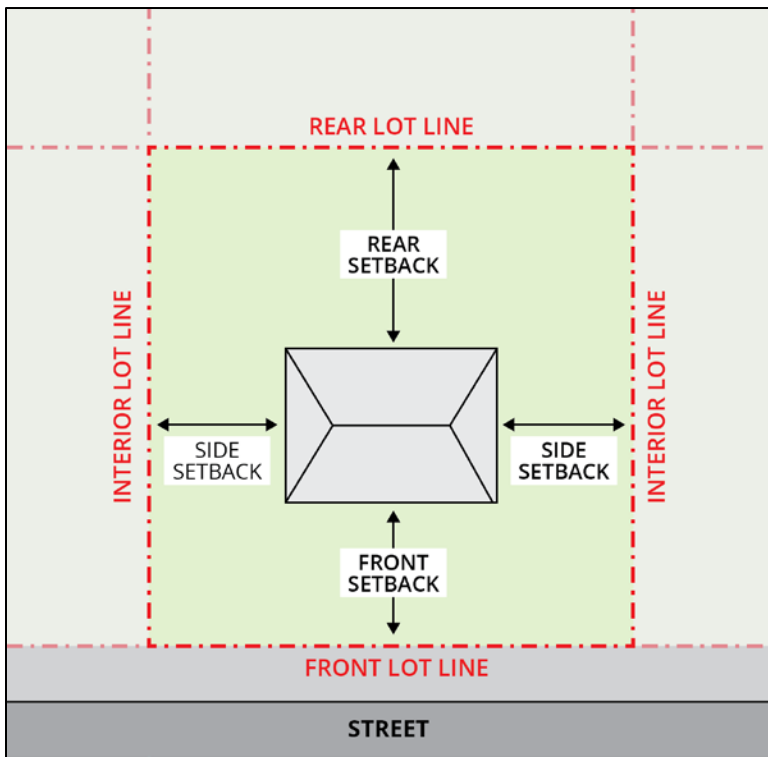 REAR LOT LINE
REAR
SETBACK
INTERIOR LOT LINE
INTERIOR LOT LINE
SIDE
SETBACK
SIDE
SETBACK
FRONT
SETBACK
FRONT LOT LINE
STREET